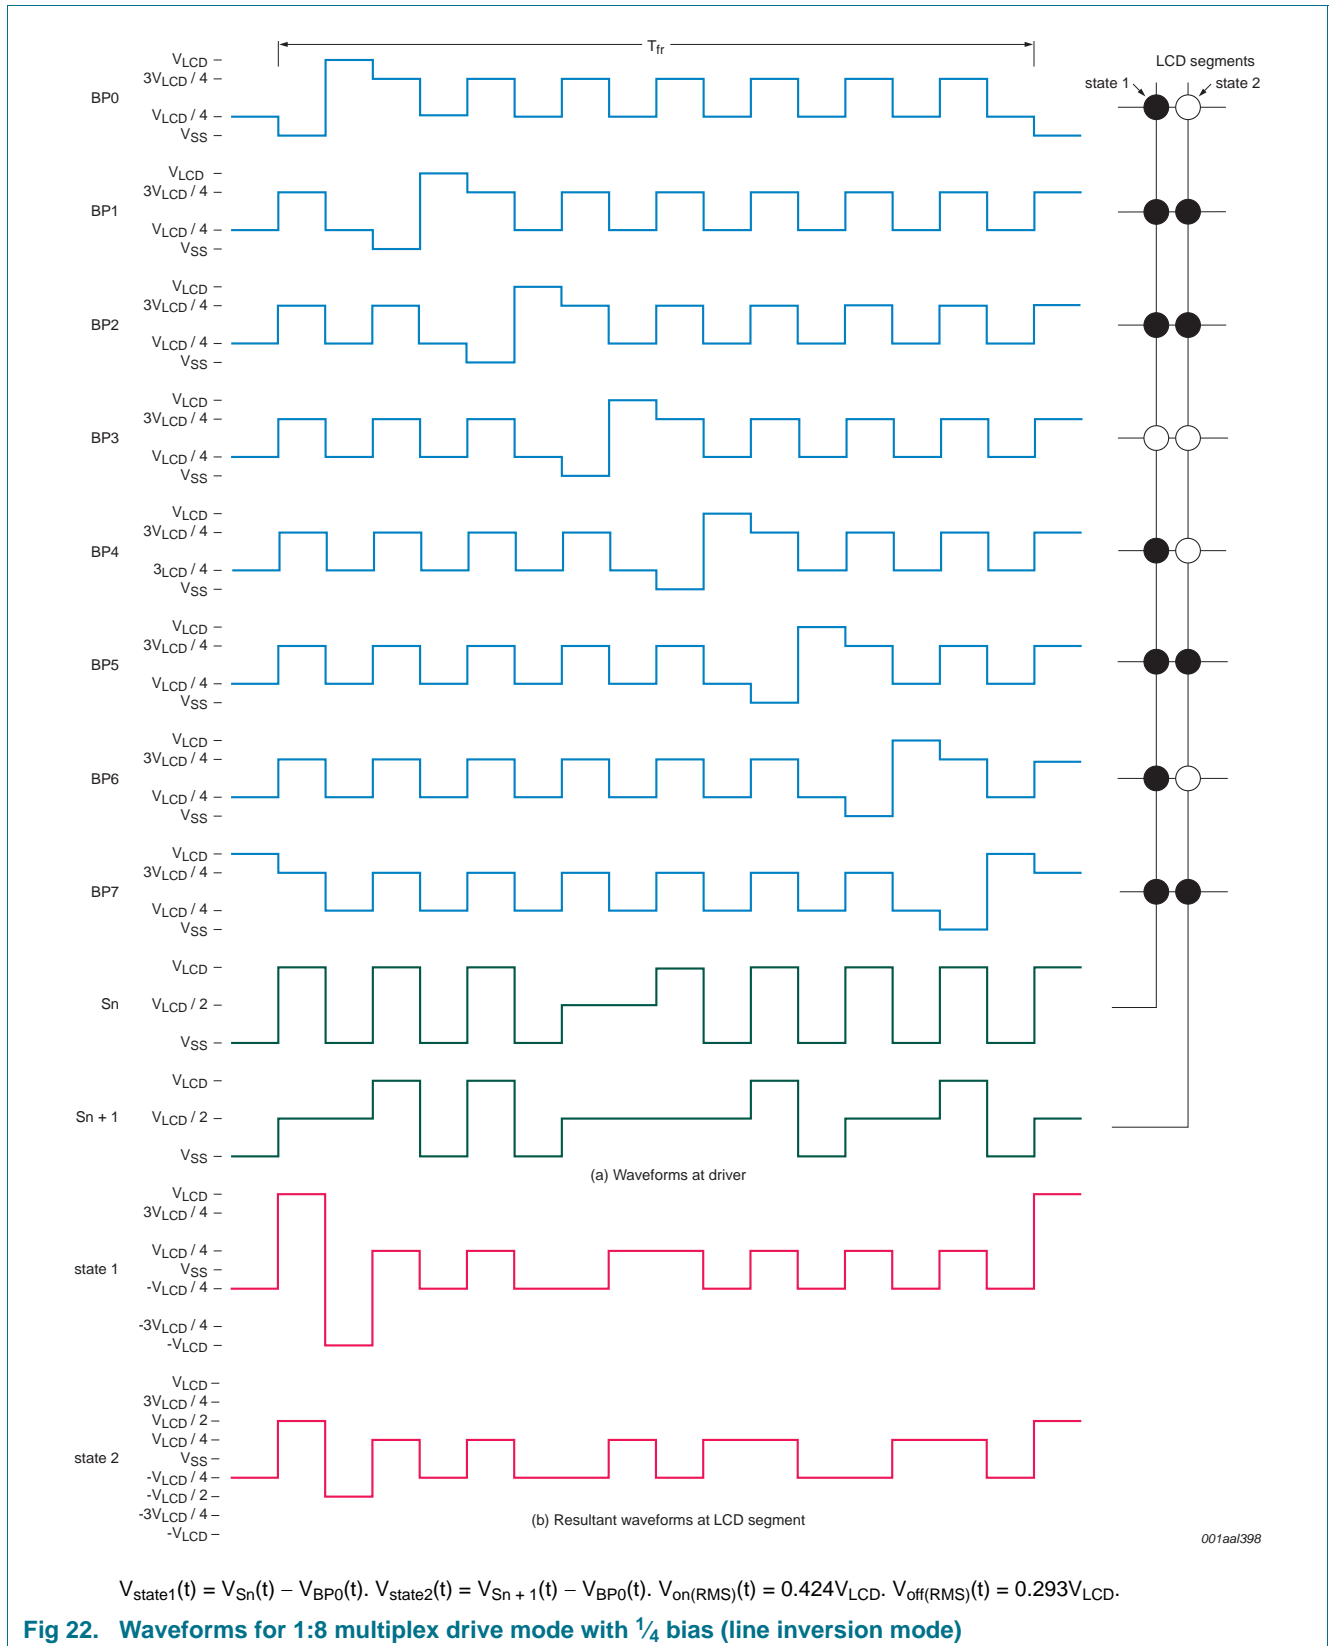 Tfr
VLCD
3VLCD / 4
BP0
VLCD / 4
VSS
LCD segments
state 1
state 2
VLCD
3VLCD / 4
BP1
VLCD / 4
VSS
VLCD
3VLCD / 4
BP2
VLCD / 4
VSS
VLCD
3VLCD / 4
BP3
VLCD / 4
VSS
VLCD
3VLCD / 4
BP4
3LCD / 4
VSS
VLCD
3VLCD / 4
BP5
VLCD / 4
VSS
VLCD
3VLCD / 4
BP6
VLCD / 4
VSS
VLCD
3VLCD / 4
BP7
VLCD / 4
VSS
VLCD
Sn
VLCD / 2
VSS
VLCD
Sn + 1
VLCD / 2
VSS
(a) Waveforms at driver
VLCD
3VLCD / 4
VLCD / 4
state 1
VSS
-VLCD / 4
-3VLCD / 4
-VLCD
VLCD
3VLCD / 4
VLCD / 2
VLCD / 4
state 2
VSS
-VLCD / 4
-VLCD / 2
-3VLCD / 4
-VLCD
(b) Resultant waveforms at LCD segment
001aal398
Vstate1(t) = VSn(t) − VBP0(t). Vstate2(t) = VSn + 1(t) − VBP0(t). Von(RMS)(t) = 0.424VLCD. Voff(RMS)(t) = 0.293VLCD.
Fig 22. Waveforms for 1:8 multiplex drive mode with 1⁄4 bias (line inversion mode)